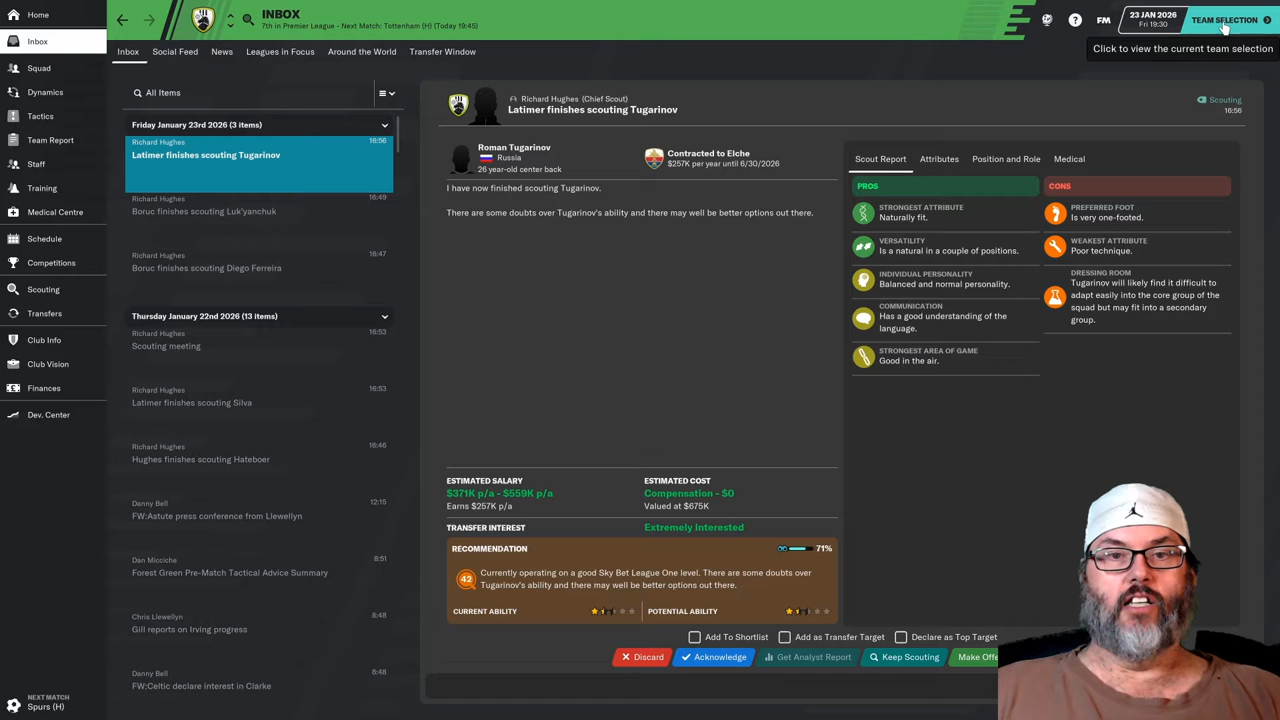 Home
INBOX
7th in Premier League - Next Match: Tottenham (H) (Today 19:45)
FM
23 JAN 2026
Fri 19:30
TEAM SELECTION
Click to view the current team selection
Inbox
Squad
Dynamics
Tactics
Team Report
Staff
Training
Medical Centre
Schedule
Competitions
Scouting
Transfers
Club Info
Club Vision
Finances
Dev. Center
NEXT MATCH
Spurs (H)
Inbox Social Feed News Leagues in Focus Around the World Transfer Window
All Items
Friday January 23rd 2026 (3 items)
Richard Hughes 16:56
Latimer finishes scouting Tugarinov
Richard Hughes 16:49
Boruc finishes scouting Luk'yanchuk
Richard Hughes 16:47
Boruc finishes scouting Diego Ferreira
Thursday January 22nd 2026 (13 items)
Richard Hughes 16:53
Scouting meeting
Richard Hughes 16:53
Latimer finishes scouting Silva
Richard Hughes 16:46
Hughes finishes scouting Hateboer
Danny Bell 12:15
FW:Astute press conference from Llewellyn
Dan Micciche 8:51
Forest Green Pre-Match Tactical Advice Summary
Chris Llewellyn 8:48
Gill reports on Irving progress
Danny Bell 8:48
FW:Celtic declare interest in Clarke
Richard Hughes (Chief Scout)
Latimer finishes scouting Tugarinov
Scouting
16:56
Roman Tugarinov
Russia
26 year-old center back
Contracted to Elche
$257K per year until 6/30/2026
I have now finished scouting Tugarinov.
There are some doubts over Tugarinov's ability and there may well be better options out there.
ESTIMATED SALARY
$371K p/a - $559K p/a
Earns $257K p/a
ESTIMATED COST
Compensation - $0
Valued at $675K
TRANSFER INTEREST Extremely Interested
RECOMMENDATION 71%
42
Currently operating on a good Sky Bet League One level. There are some doubts over
Tugarinov's ability and there may well be better options out there.
CURRENT ABILITY POTENTIAL ABILITY
Scout Report Attributes Position and Role Medical
PROS
STRONGEST ATTRIBUTE
Naturally fit.
VERSATILITY
Is a natural in a couple of positions.
INDIVIDUAL PERSONALITY
Balanced and normal personality.
COMMUNICATION
Has a good understanding of the
language.
STRONGEST AREA OF GAME
Good in the air.
CONS
PREFERRED FOOT
Is very one-footed.
WEAKEST ATTRIBUTE
Poor technique.
DRESSING ROOM
Tugarinov will likely find it difficult to
adapt easily into the core group of the
squad but may fit into a secondary
group.
Add To Shortlist Add as Transfer Target Declare as Top Target
Discard Acknowledge Get Analyst Report Keep Scouting Make Offe